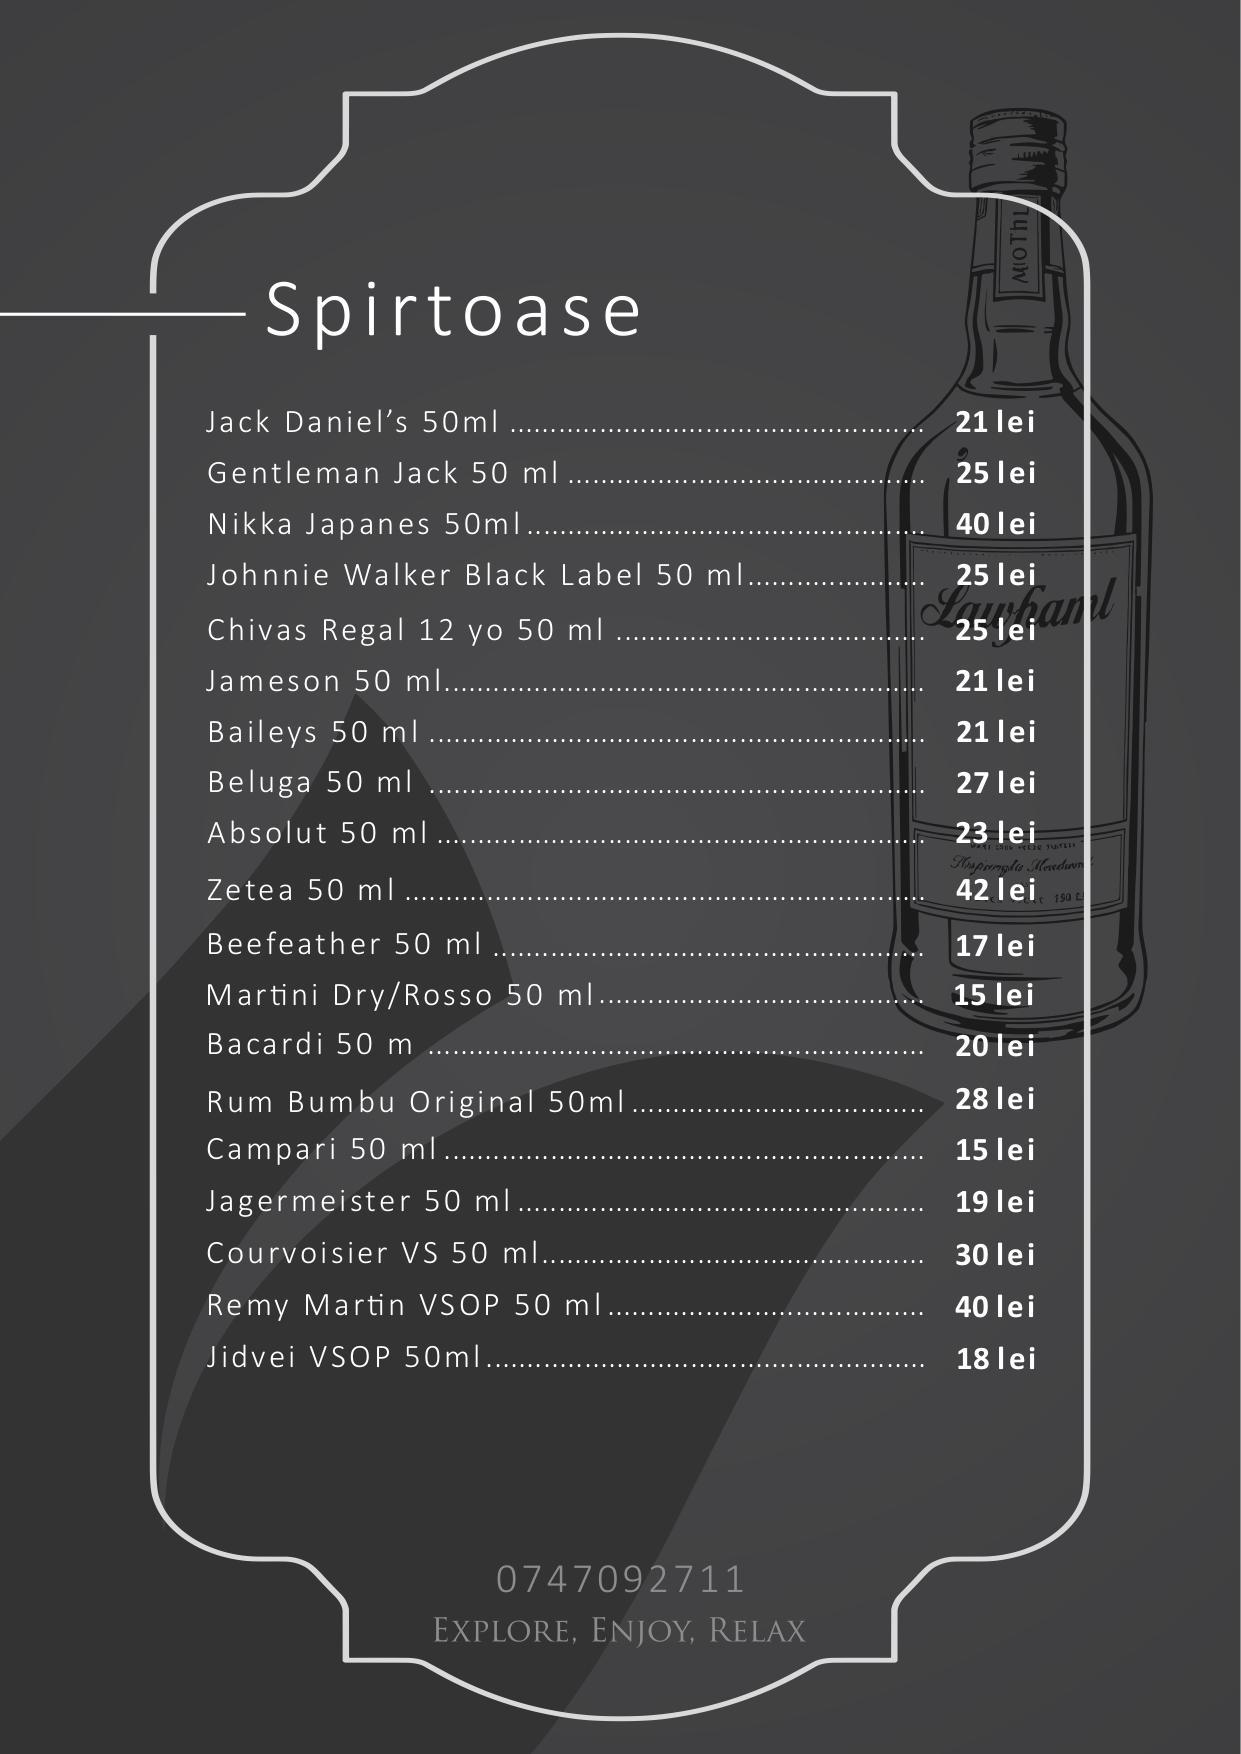 Spirtoase
Jack Daniel’s 50ml ........................................ 21 lei
Gentleman Jack 50 ml ........................................ 25 lei
Nikka Japanes 50ml ........................................ 40 lei
Johnnie Walker Black Label 50 ml ........................................ 25 lei
Chivas Regal 12 yo 50 ml ........................................ 25 lei
Jameson 50 ml ........................................ 21 lei
Baileys 50 ml ........................................ 21 lei
Beluga 50 ml ........................................ 27 lei
Absolut 50 ml ........................................ 23 lei
Zetea 50 ml ........................................ 42 lei
Beefeather 50 ml ........................................ 17 lei
Martini Dry/Rosso 50 ml ........................................ 15 lei
Bacardi 50 m ........................................ 20 lei
Rum Bumbu Original 50ml ........................................ 28 lei
Campari 50 ml ........................................ 15 lei
Jagermeister 50 ml ........................................ 19 lei
Courvoisier VS 50 ml ........................................ 30 lei
Remy Martin VSOP 50 ml ........................................ 40 lei
Jidvei VSOP 50ml ........................................ 18 lei
0747092711
Explore, Enjoy, Relax